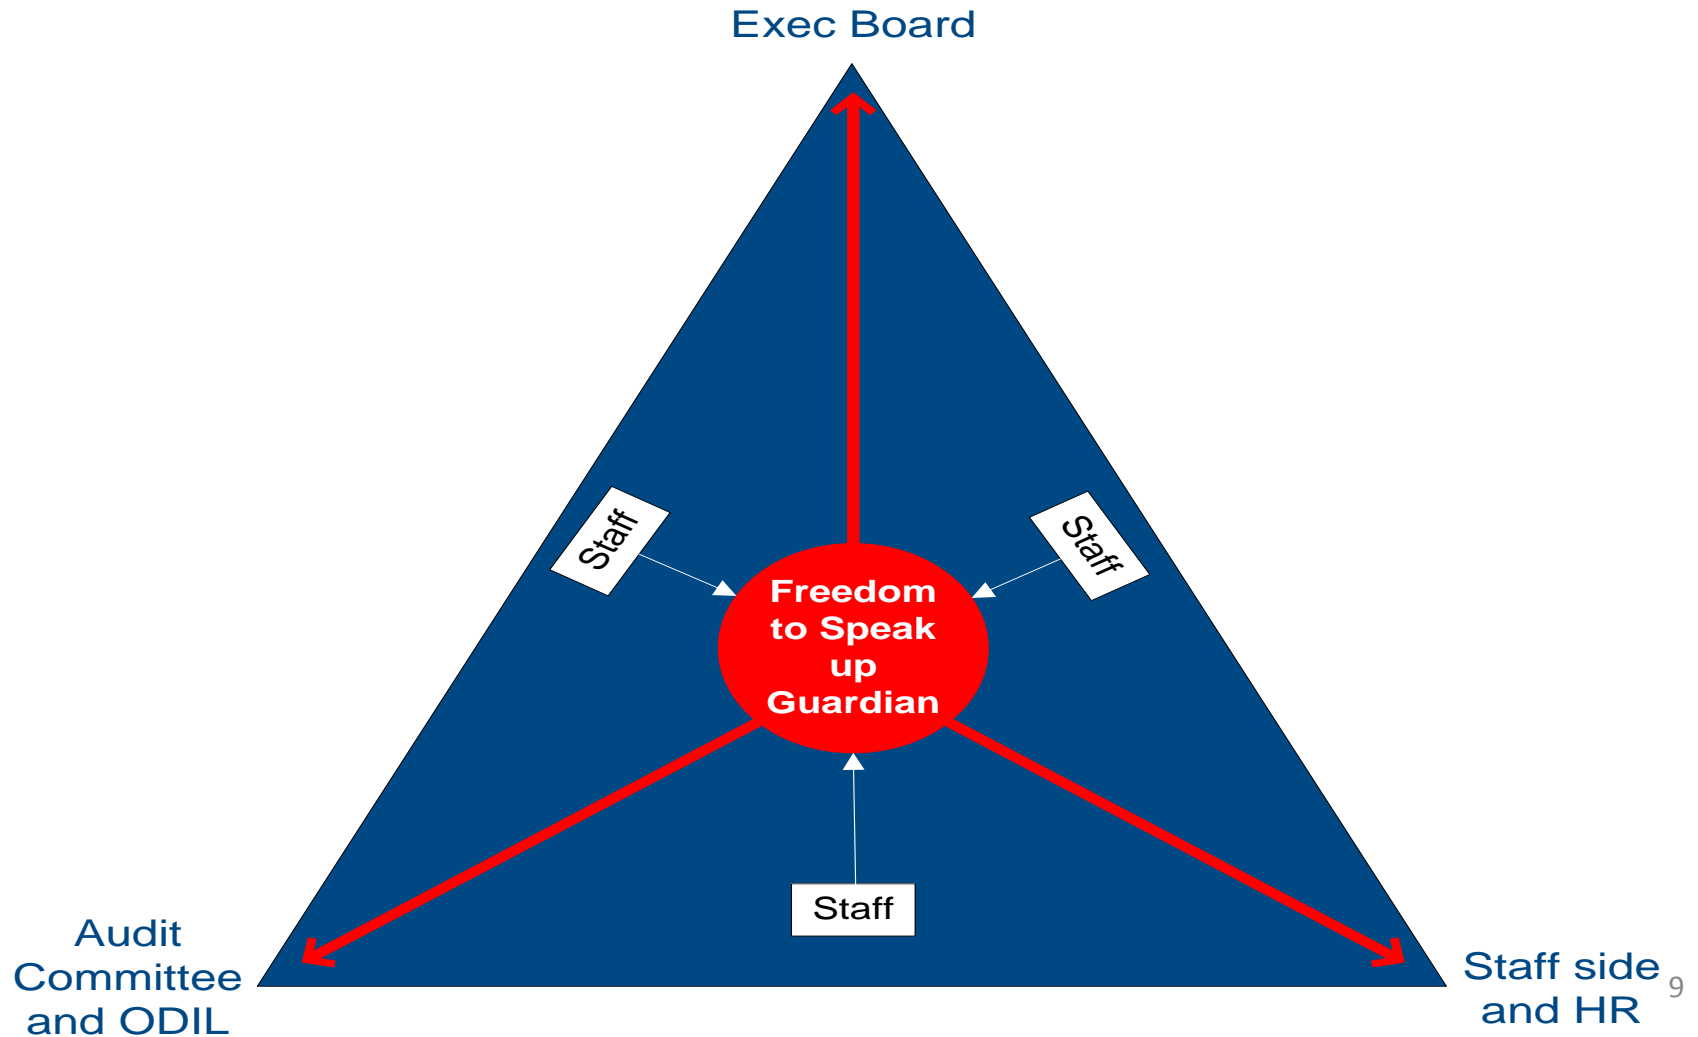 Exec Board
Staff
Staff
Freedom
to Speak
up
Guardian
Staff
Audit
Committee
and ODIL
Staff side
and HR
9